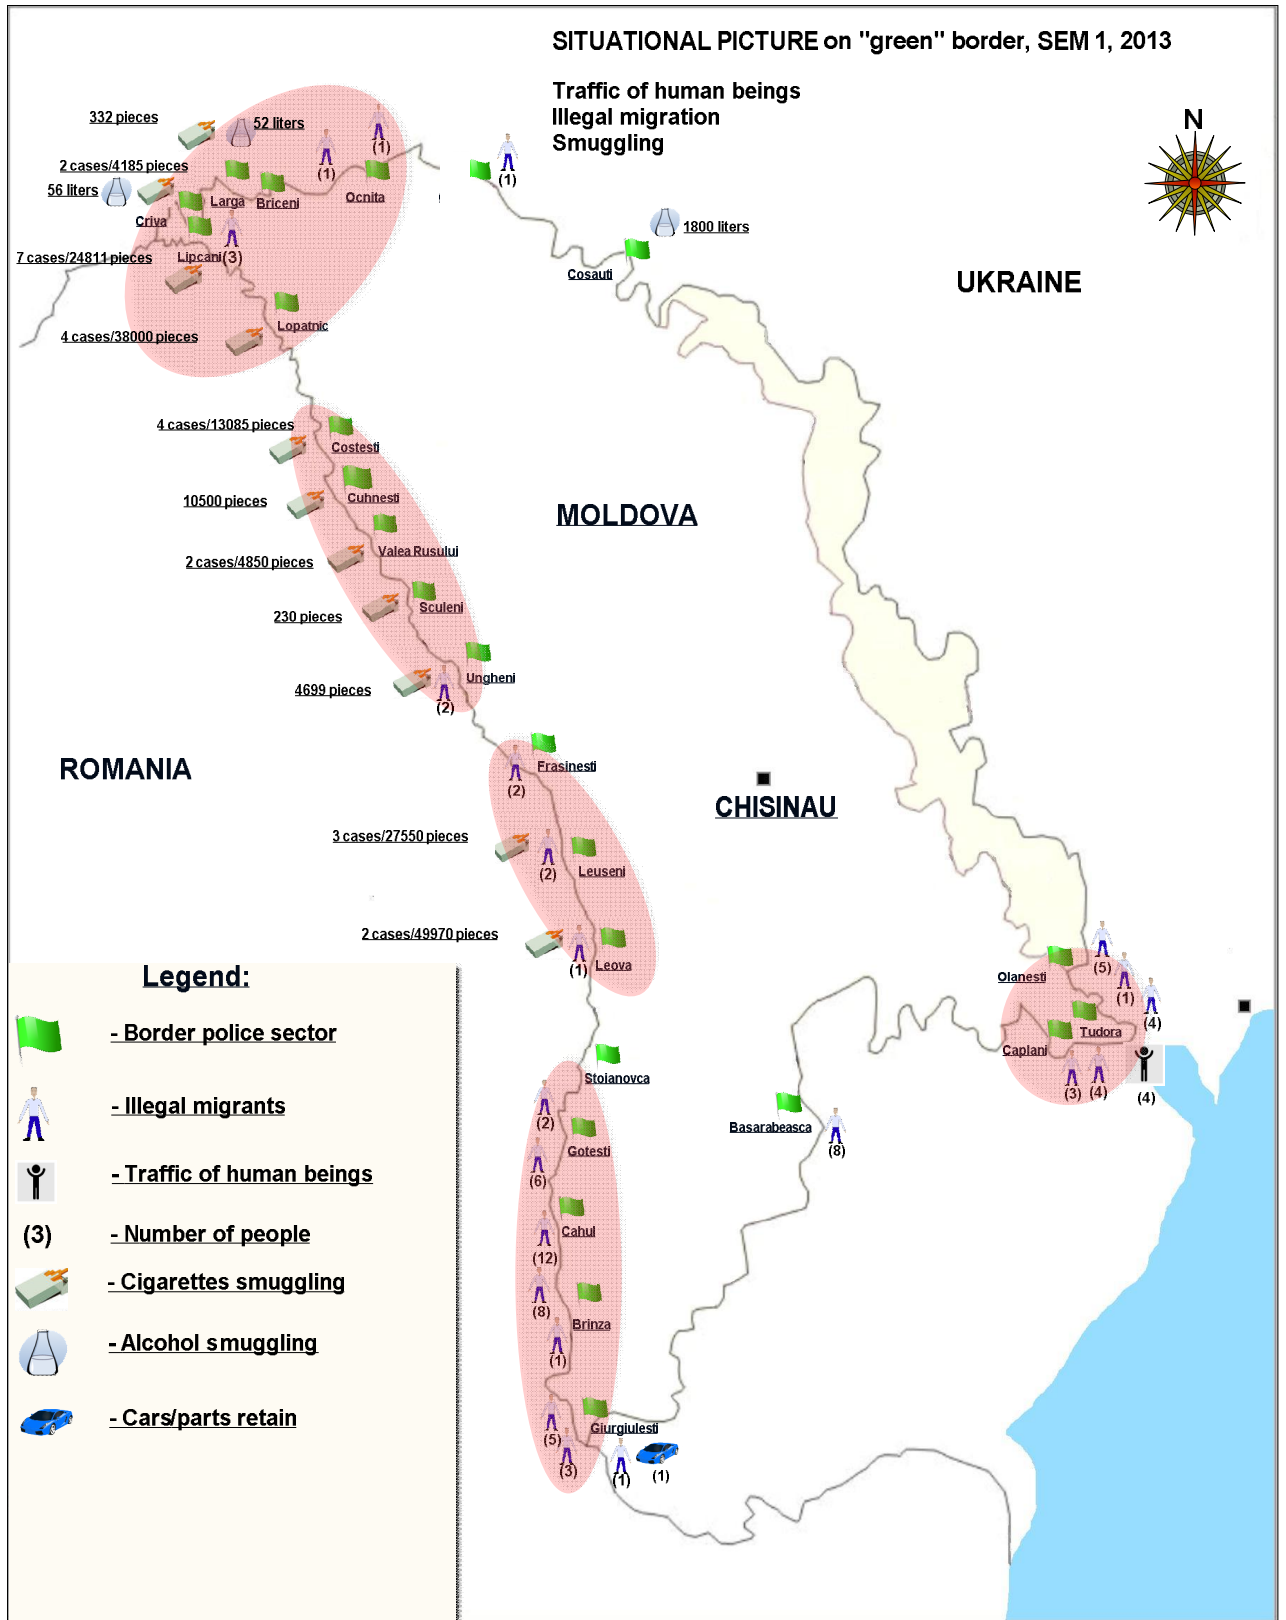 SITUATIONAL PICTURE on "green" border, SEM 1, 2013
Traffic of human beings
Illegal migration
Smuggling
N
332 pieces
52 liters
(1)
(1)
(1)
2 cases/4185 pieces
56 liters
Larga
Briceni
Ocnita
Criva
1800 liters
7 cases/24811 pieces
Lipcani
(3)
Cosauti
UKRAINE
Lopatnic
4 cases/38000 pieces
4 cases/13085 pieces
Costesti
10500 pieces
Cuhnesti
MOLDOVA
2 cases/4850 pieces
Valea Rusului
230 pieces
Sculeni
4699 pieces
Ungheni
(2)
ROMANIA
Frasinesti
(2)
CHISINAU
3 cases/27550 pieces
Leuseni
(2)
2 cases/49970 pieces
Leova
(1)
Olanesti
(5)
(1)
(4)
Tudora
Caplani
(3)
(4)
(4)
Stoianovca
(2)
Gotesti
(6)
Basarabeasca
(8)
Cahul
(12)
(8)
Brinza
(1)
Giurgiulesti
(5)
(3)
(1)
(1)
Legend:
- Border police sector
- Illegal migrants
- Traffic of human beings
(3)
- Number of people
- Cigarettes smuggling
- Alcohol smuggling
- Cars/parts retain